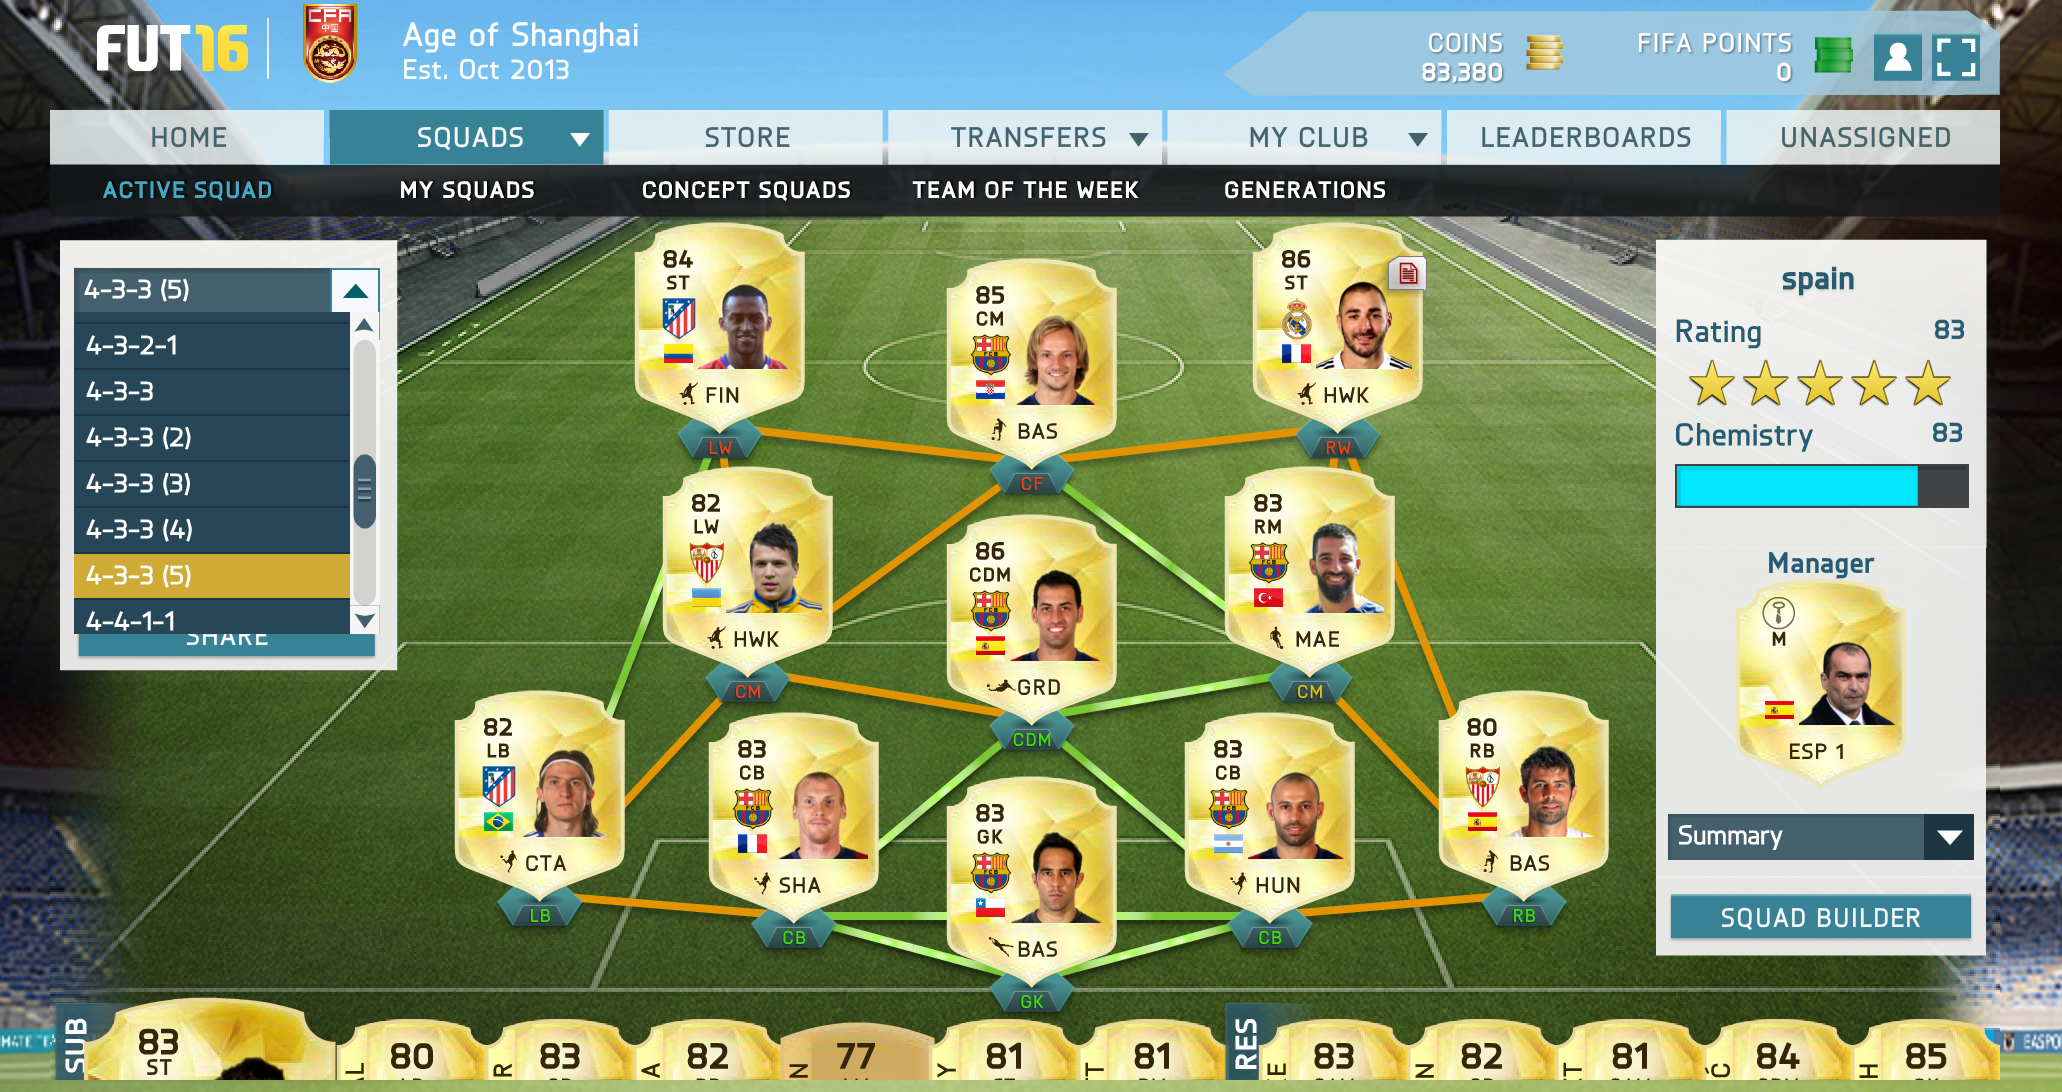 FUT16
CFA
中国
Age of Shanghai
Est. Oct 2013
COINS
83,380
FIFA POINTS
0
HOME
SQUADS
STORE
TRANSFERS
MY CLUB
LEADERBOARDS
UNASSIGNED
ACTIVE SQUAD
MY SQUADS
CONCEPT SQUADS
TEAM OF THE WEEK
GENERATIONS
4-3-3 (5)
4-3-2-1
4-3-3
4-3-3 (2)
4-3-3 (3)
4-3-3 (4)
4-3-3 (5)
4-4-1-1
SHARE
84
ST
FIN
LW
85
CM
BAS
CF
86
ST
HWK
RW
82
LW
HWK
CM
86
CDM
GRD
CDM
83
RM
MAE
CM
82
LB
CTA
LB
83
CB
SHA
CB
83
GK
BAS
GK
83
CB
HUN
CB
80
RB
BAS
RB
spain
Rating 83
Chemistry 83
Manager
M
ESP 1
Summary
SQUAD BUILDER
SUB
83
ST
80
83
82
77
81
81
RES
83
82
81
84
85